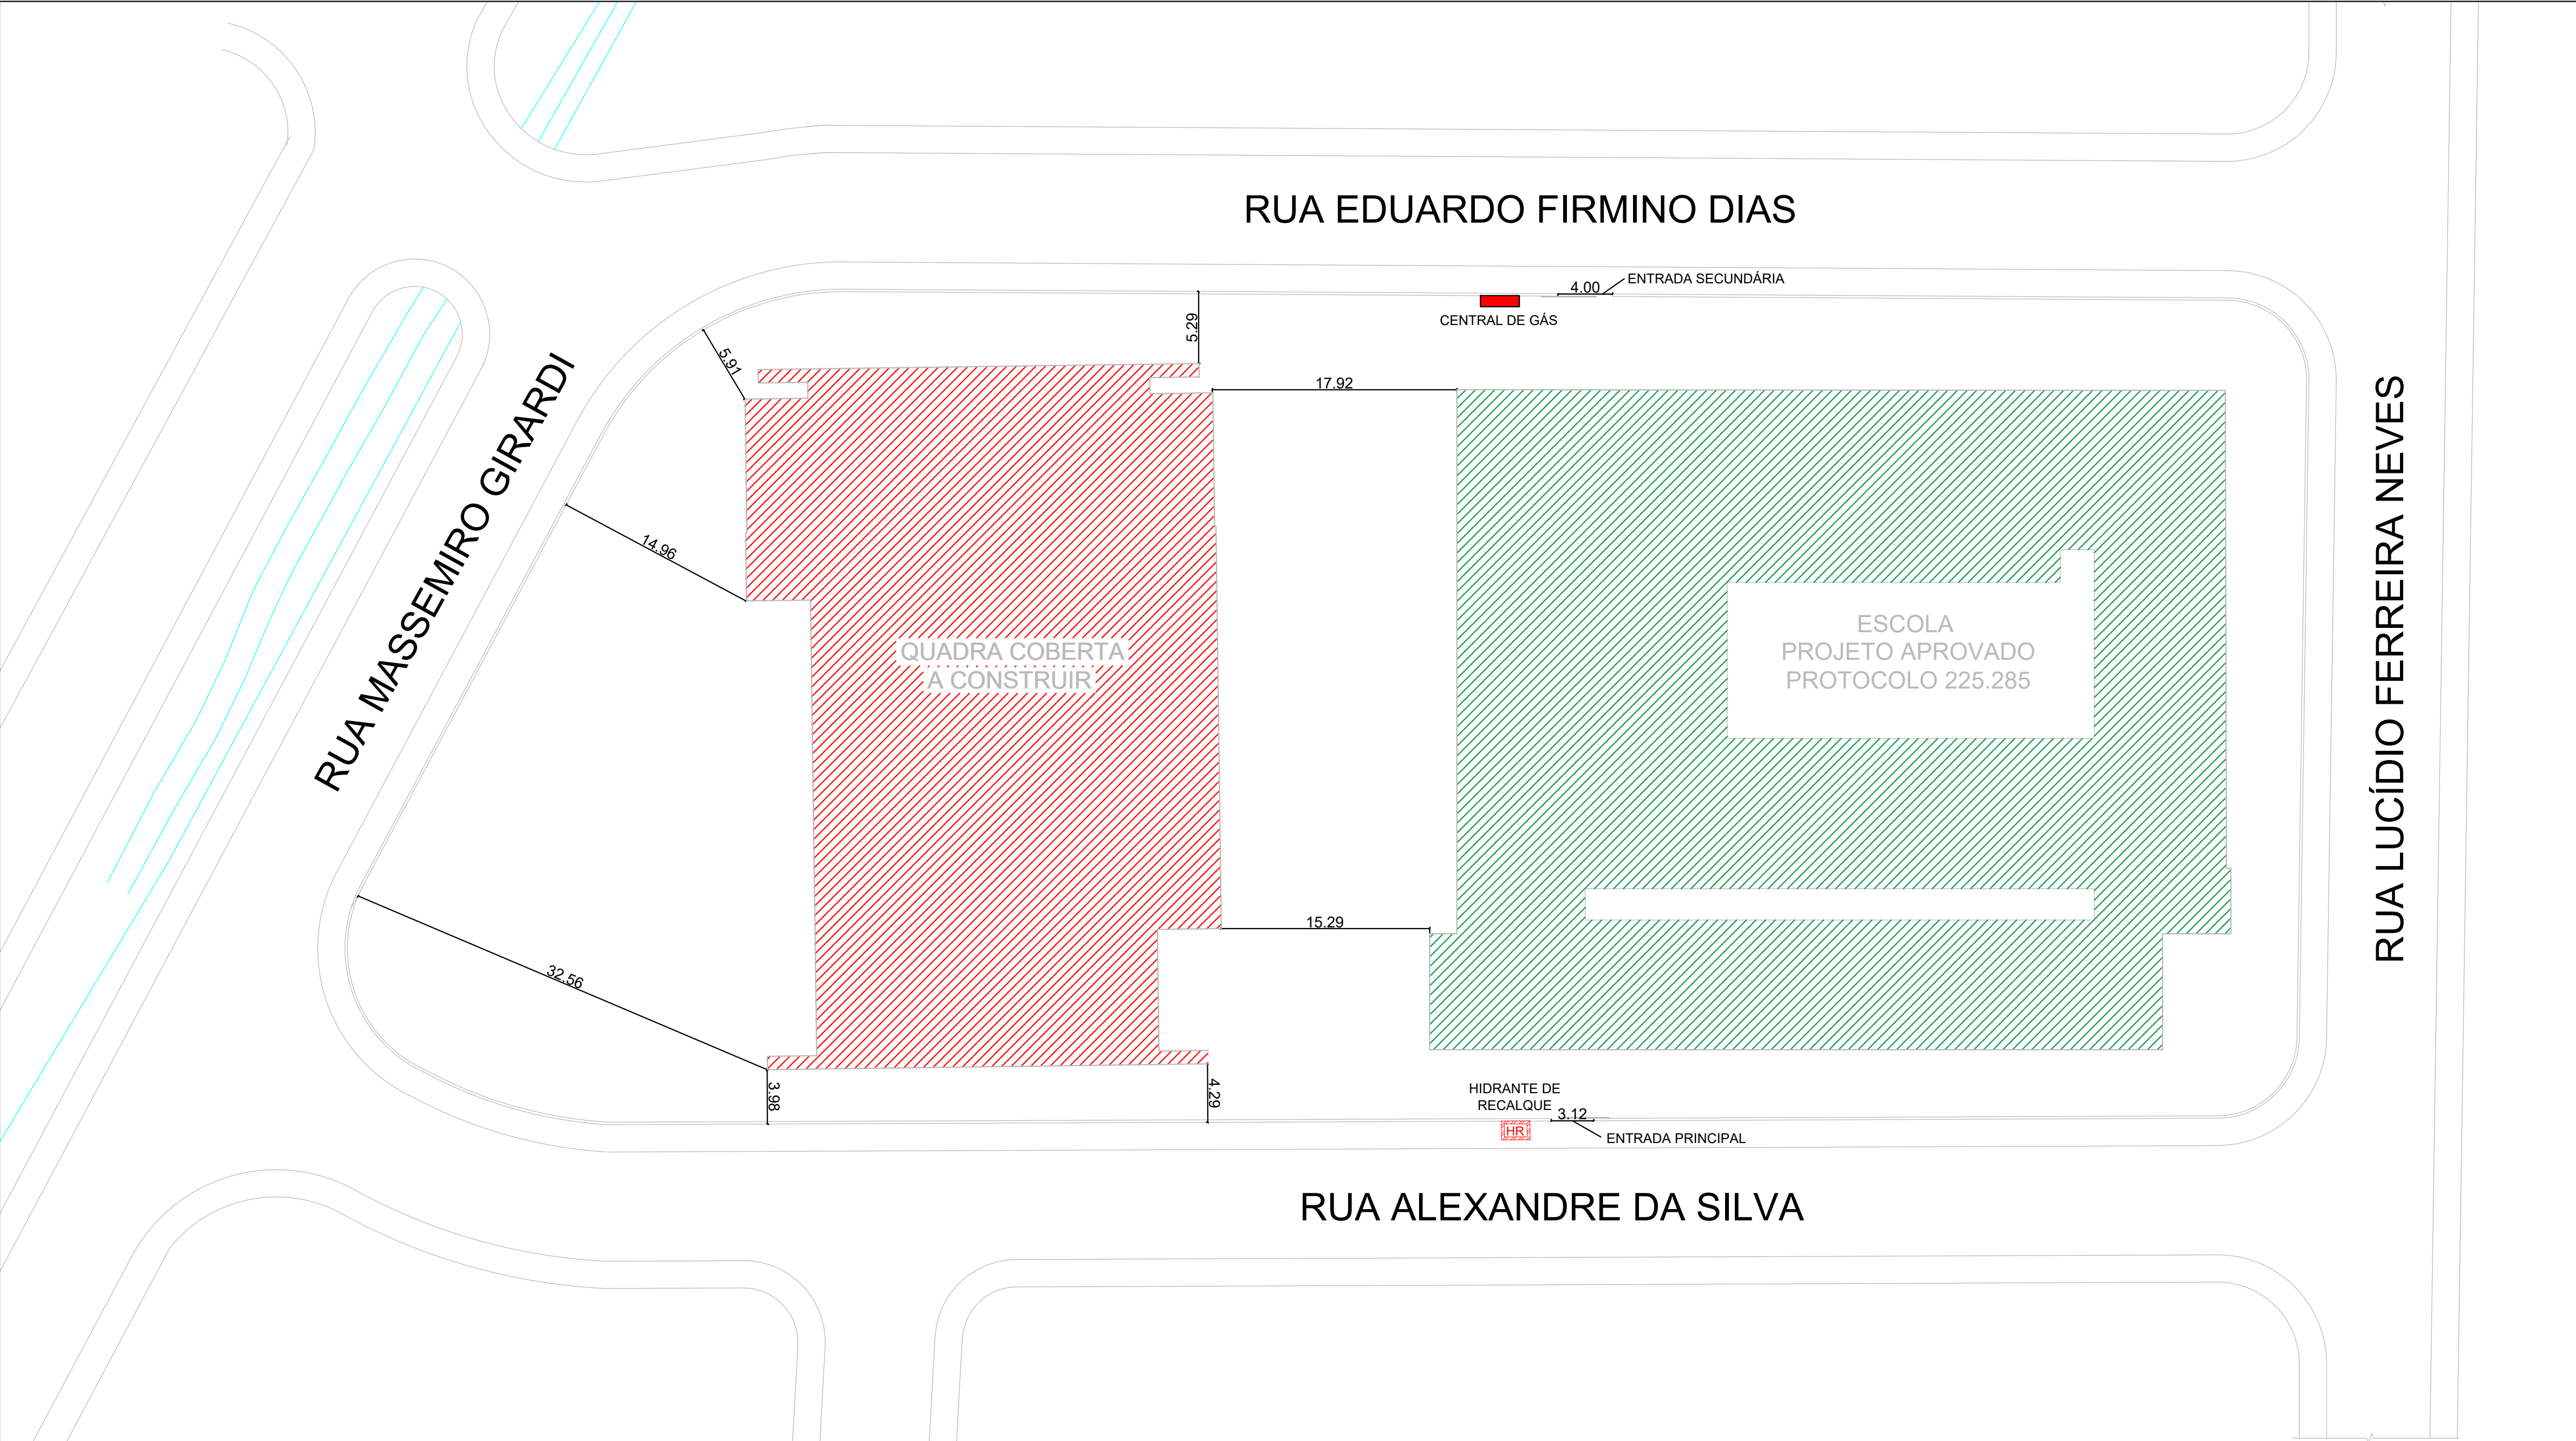 RUA EDUARDO FIRMINO DIAS
ENTRADA SECUNDÁRIA
4.00
CENTRAL DE GÁS
5.29
5.91
17.92
RUA MASSEMIRO GIRARDI
14.96
QUADRA COBERTA
A CONSTRUIR
ESCOLA
PROJETO APROVADO
PROTOCOLO 225.285
RUA LUCÍDIO FERREIRA NEVES
15.29
32.56
3.98
4.29
HIDRANTE DE
RECALQUE
3.12
HR
ENTRADA PRINCIPAL
RUA ALEXANDRE DA SILVA